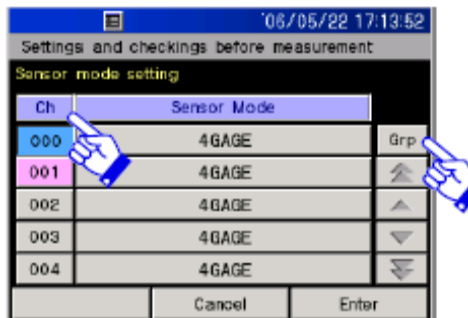 '06/05/22 17:13:52
Settings and checkings before measurement
Sensor mode setting
Ch Sensor Mode
000 4GAGE Grp
001 4GAGE
002 4GAGE
003 4GAGE
004 4GAGE
Cancel Enter